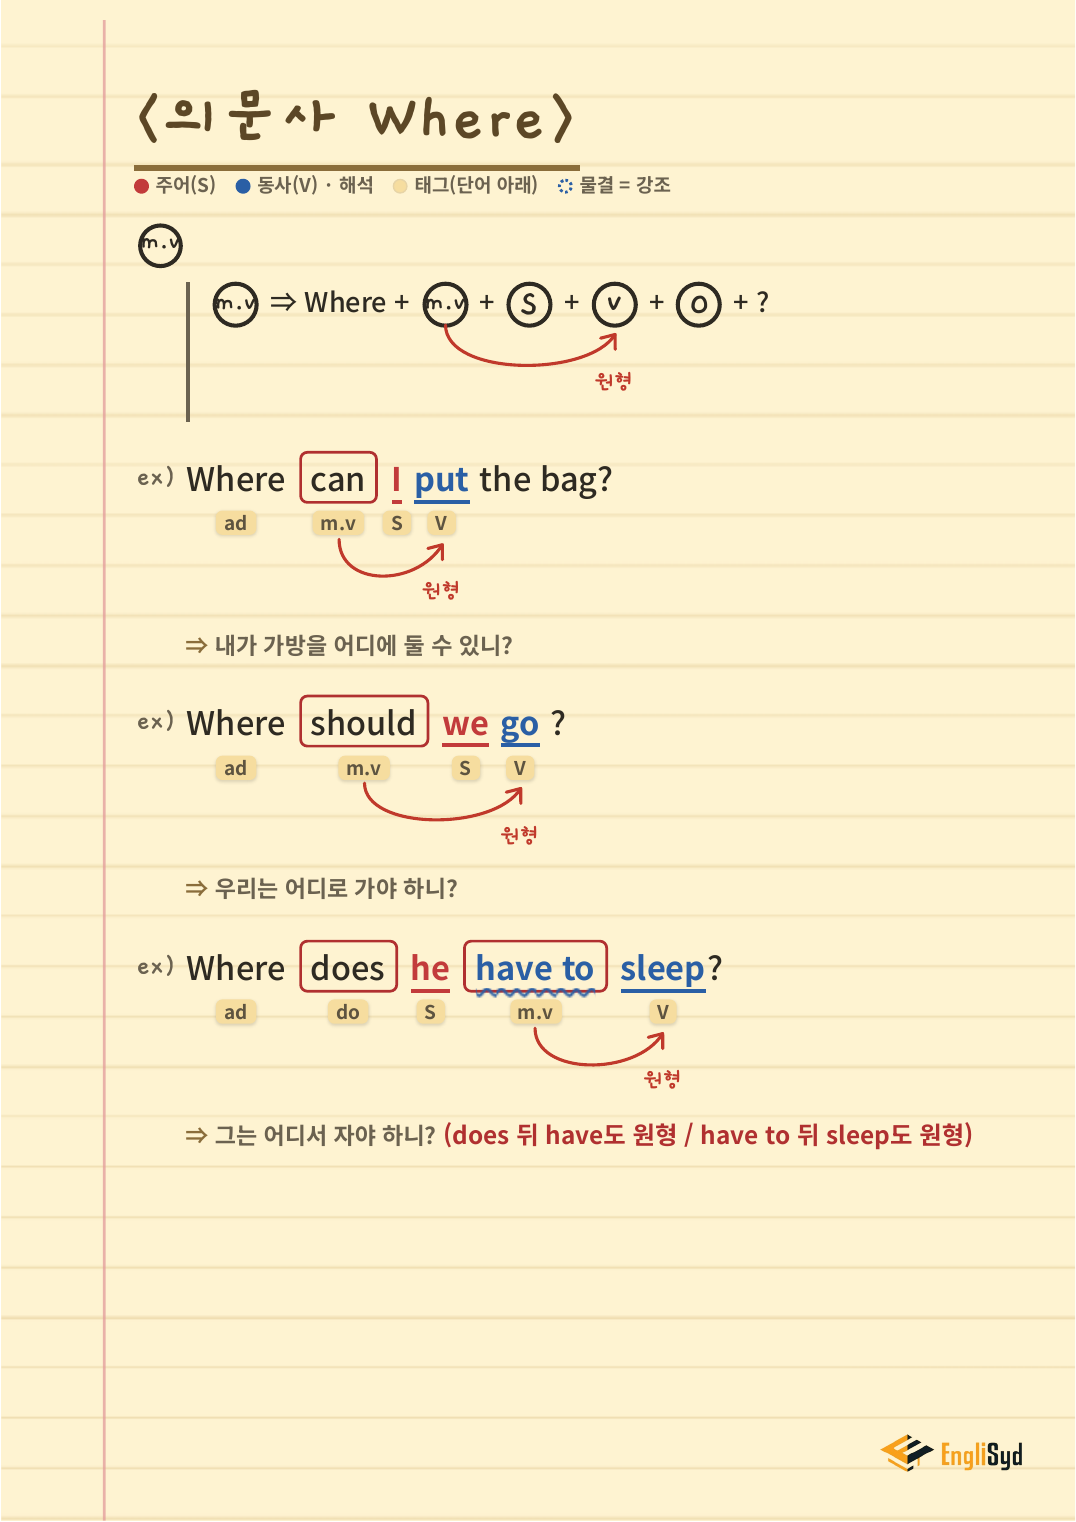 <의문사 Where>
주어(S) 동사(V) · 해석 태그(단어 아래) 물결 = 강조
m.v
m.v ⇒ Where + m.v + S + v + O + ?
원형
ex) Where can I put the bag?
ad m.v S V
원형
⇒ 내가 가방을 어디에 둘 수 있니?
ex) Where should we go ?
ad m.v S V
원형
⇒ 우리는 어디로 가야 하니?
ex) Where does he have to sleep?
ad do S m.v V
원형
⇒ 그는 어디서 자야 하니? (does 뒤 have도 원형 / have to 뒤 sleep도 원형)
EngliSyd